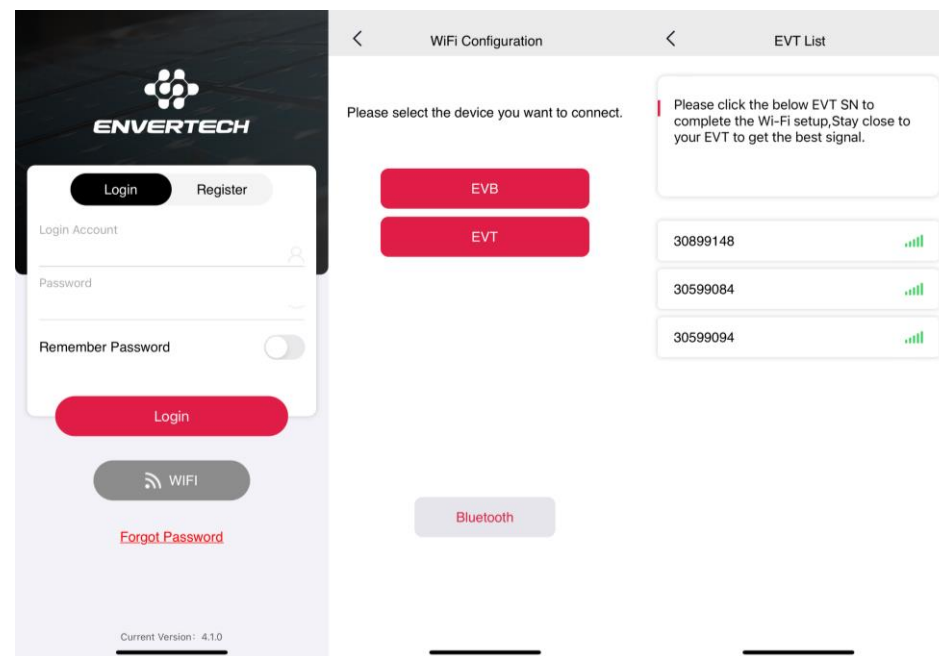 ENVERTECH
Login
Register
Login Account
Password
Remember Password
Login
WIFI
Forgot Password
Current Version: 4.1.0
WiFi Configuration
Please select the device you want to connect.
EVB
EVT
Bluetooth
EVT List
Please click the below EVT SN to
complete the Wi-Fi setup,Stay close to
your EVT to get the best signal.
30899148
30599084
30599094